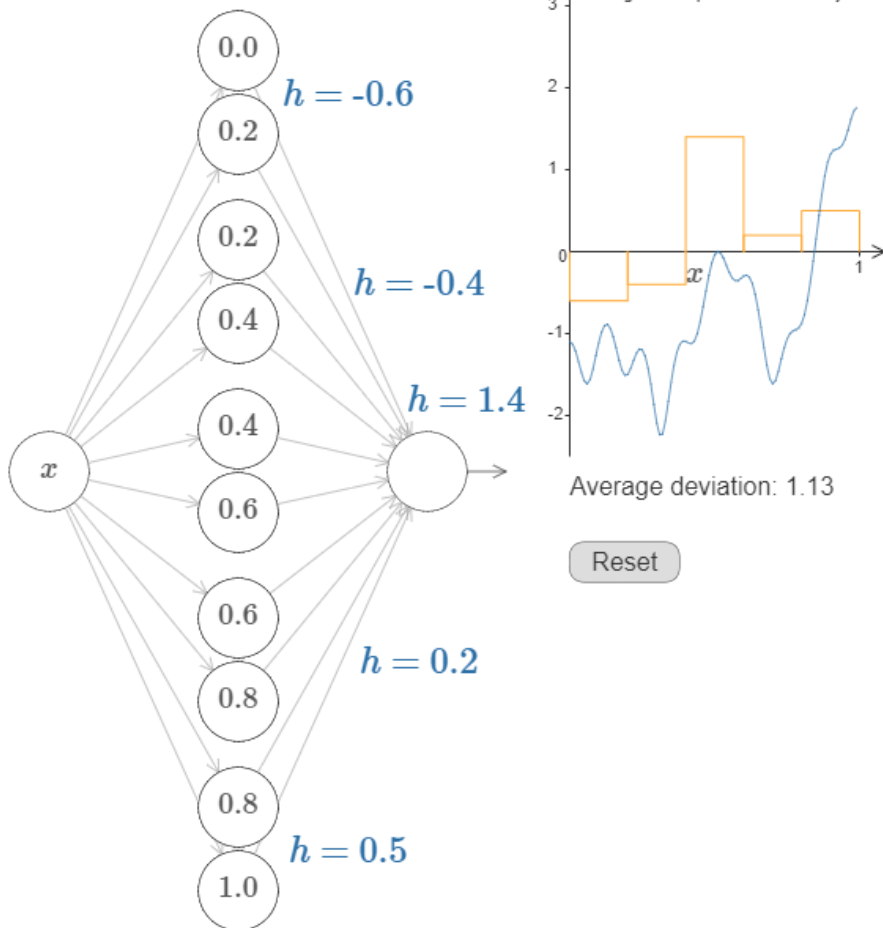 0.0
h = -0.6
0.2
0.2
h = -0.4
0.4
h = 1.4
0.4
x
0.6
0.6
h = 0.2
0.8
0.8
h = 0.5
1.0
3
2
1
0
x
1
-1
-2
Average deviation: 1.13
Reset